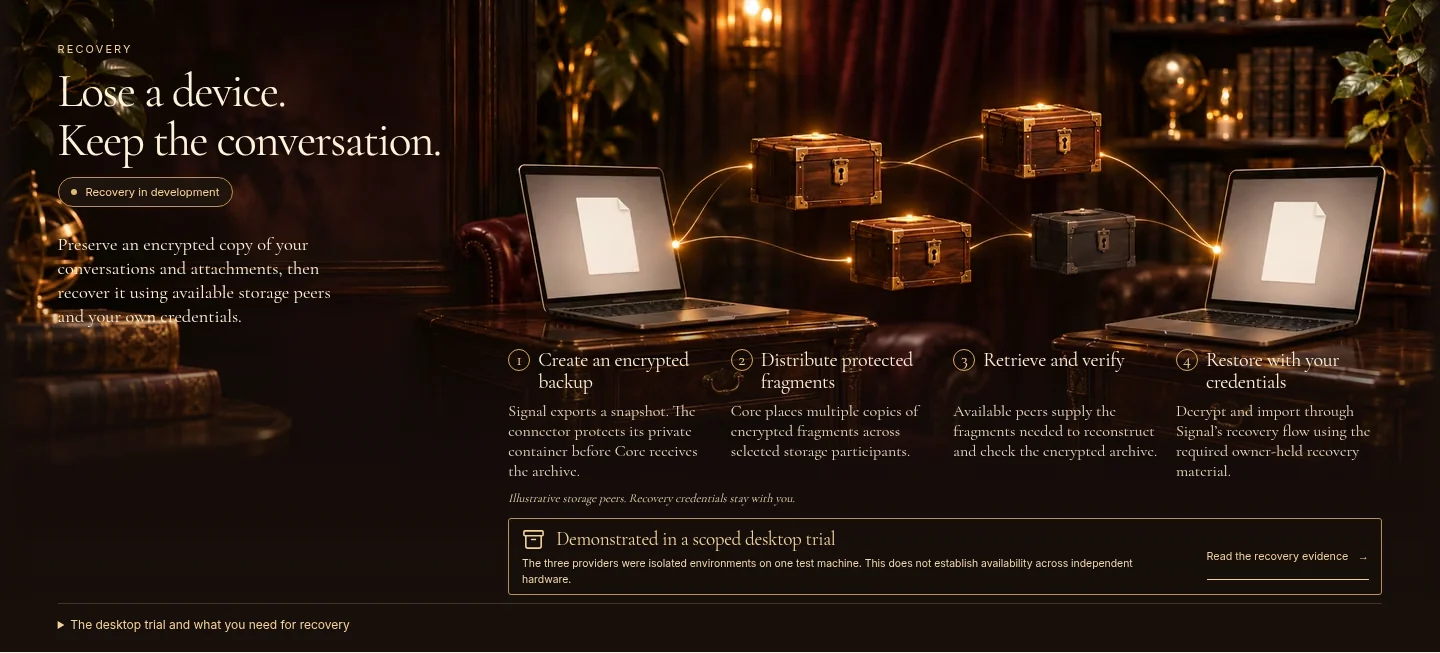 RECOVERY
Lose a device.
Keep the conversation.
Recovery in development
Preserve an encrypted copy of your
conversations and attachments, then
recover it using available storage peers
and your own credentials.
1 Create an encrypted
backup
Signal exports a snapshot. The
connector protects its private
container before Core receives
the archive.
2 Distribute protected
fragments
Core places multiple copies of
encrypted fragments across
selected storage participants.
3 Retrieve and verify
Available peers supply the
fragments needed to reconstruct
and check the encrypted archive.
4 Restore with your
credentials
Decrypt and import through
Signal's recovery flow using the
required owner-held recovery
material.
Illustrative storage peers. Recovery credentials stay with you.
Demonstrated in a scoped desktop trial
The three providers were isolated environments on one test machine. This does not establish availability across independent
hardware.
Read the recovery evidence →
▶ The desktop trial and what you need for recovery